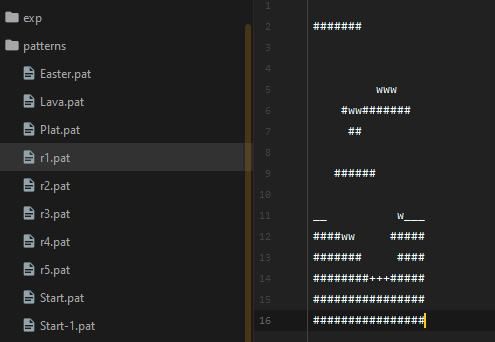 exp
patterns
Easter.pat
Lava.pat
Plat.pat
r1.pat
r2.pat
r3.pat
r4.pat
r5.pat
Start.pat
Start-1.pat
1
2 #######
3
4
5          www
6     #ww#######
7      ##
8
9    ######
10
11 __          w___
12 ####ww     #####
13 #######     ####
14 ########+++#####
15 ################
16 ################